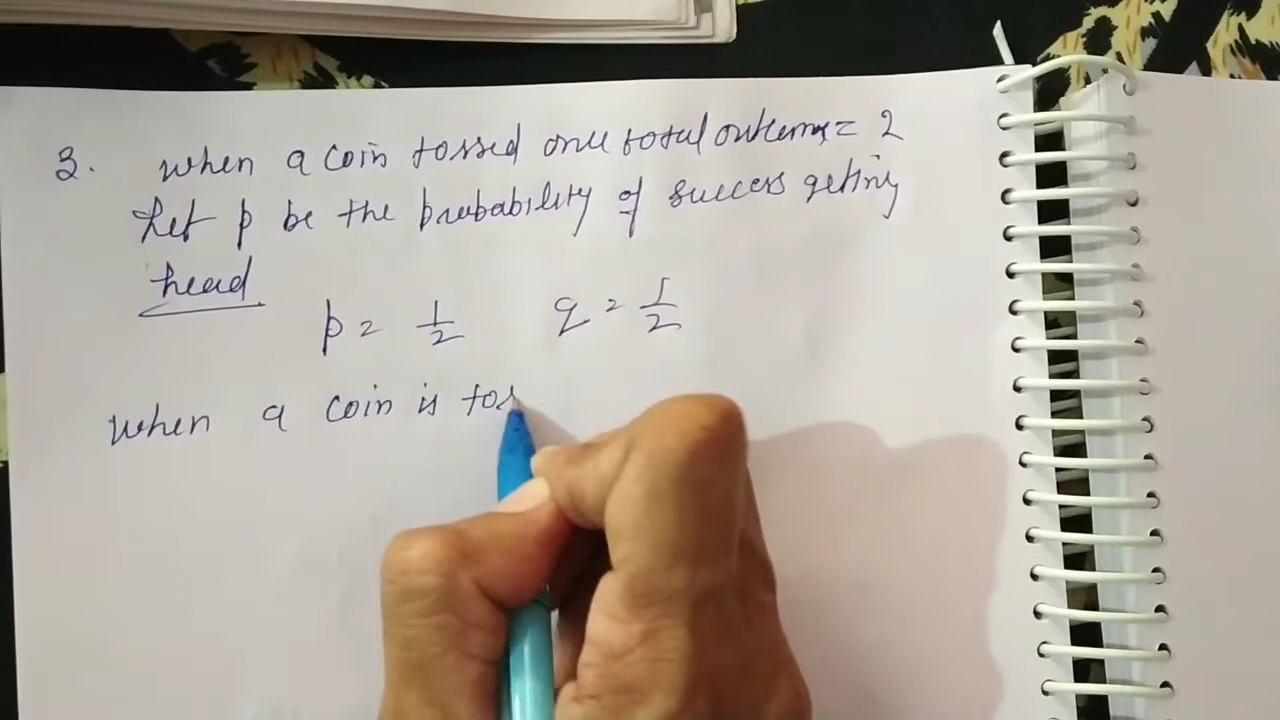 3. when a coin tossed once total outcomes = 2
Let p be the probability of success geting
head
p = 1/2 q = 1/2
When a coin is tos